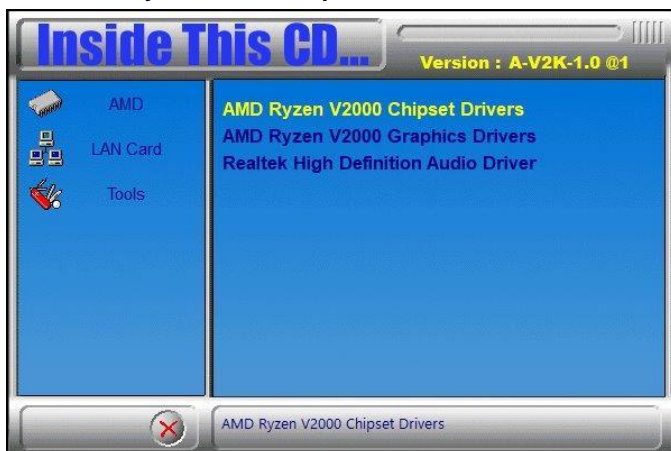 Inside This CD...
Version : A-V2K-1.0 @1
AMD
LAN Card
Tools
AMD Ryzen V2000 Chipset Drivers
AMD Ryzen V2000 Graphics Drivers
Realtek High Definition Audio Driver
AMD Ryzen V2000 Chipset Drivers